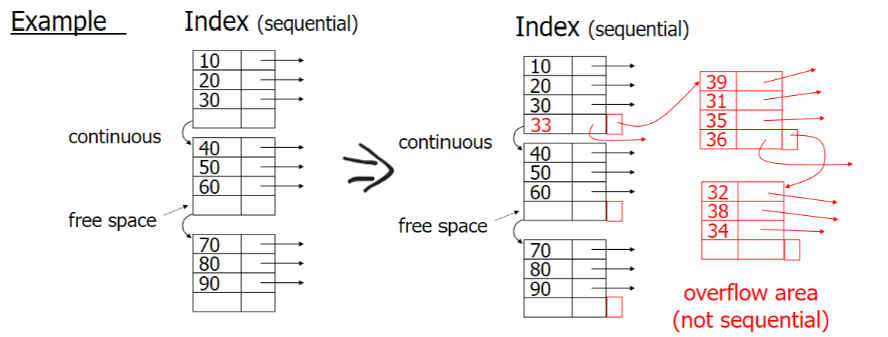 Example
Index (sequential)
10
20
30
continuous
40
50
60
free space
70
80
90
Index (sequential)
10
20
30
33
continuous
40
50
60
free space
70
80
90
39
31
35
36
32
38
34
overflow area
(not sequential)